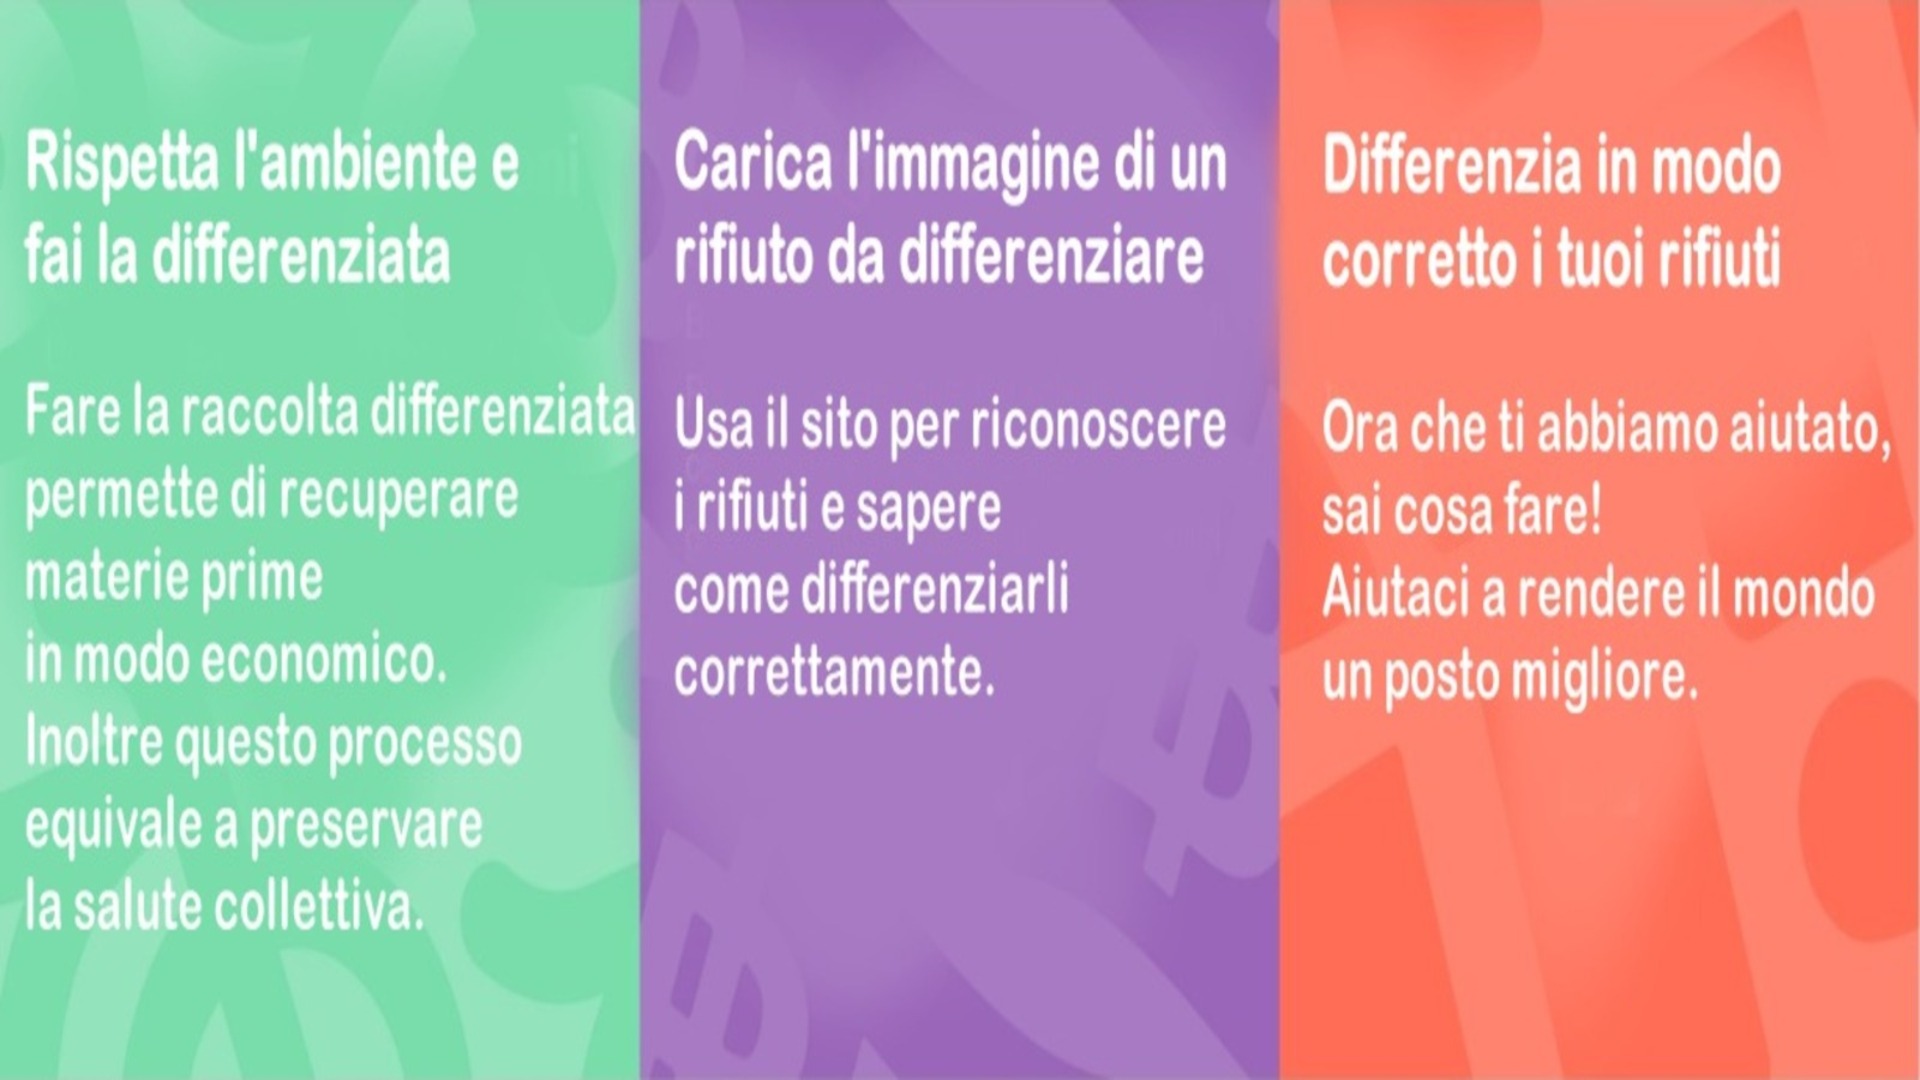 Rispetta l'ambiente e
fai la differenziata
Fare la raccolta differenziata
permette di recuperare
materie prime
in modo economico.
Inoltre questo processo
equivale a preservare
la salute collettiva.
Carica l'immagine di un
rifiuto da differenziare
Usa il sito per riconoscere
i rifiuti e sapere
come differenziarli
correttamente.
Differenzia in modo
corretto i tuoi rifiuti
Ora che ti abbiamo aiutato,
sai cosa fare!
Aiutaci a rendere il mondo
un posto migliore.